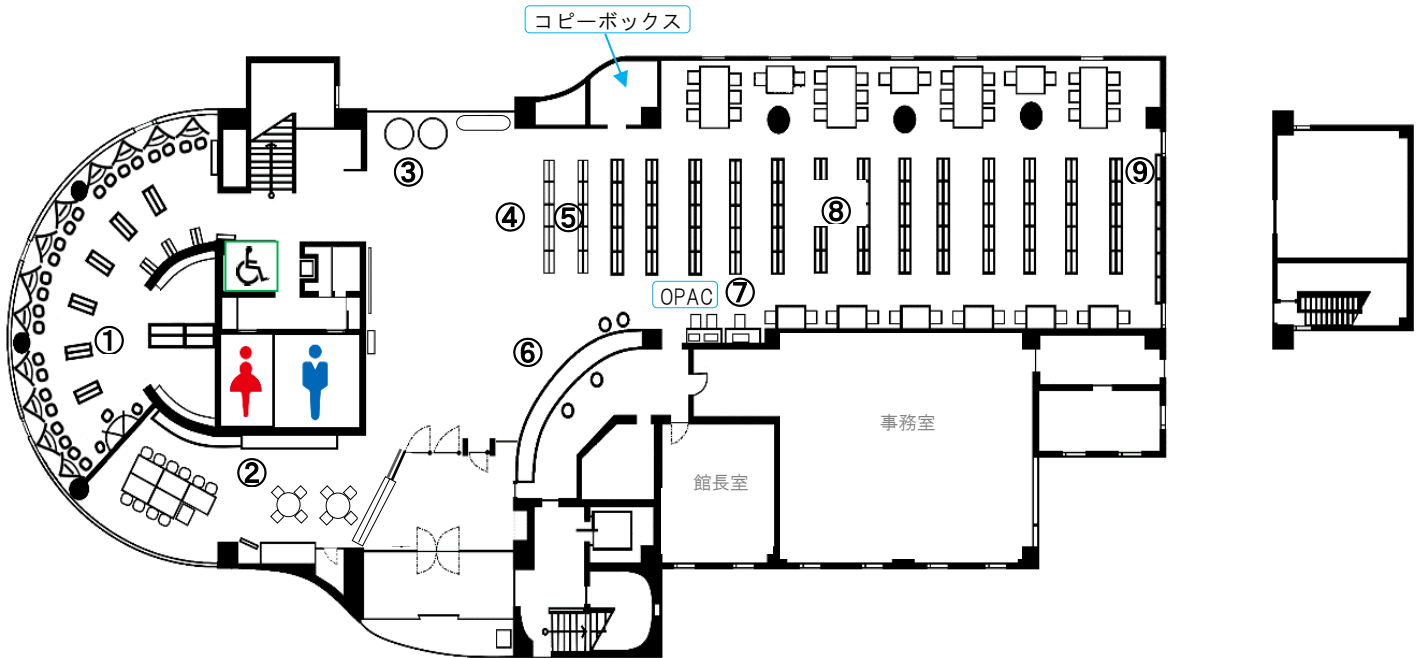 コピーボックス
③
⑨
④
⑤
⑧
OPAC
⑦
①
⑥
事務室
②
館長室